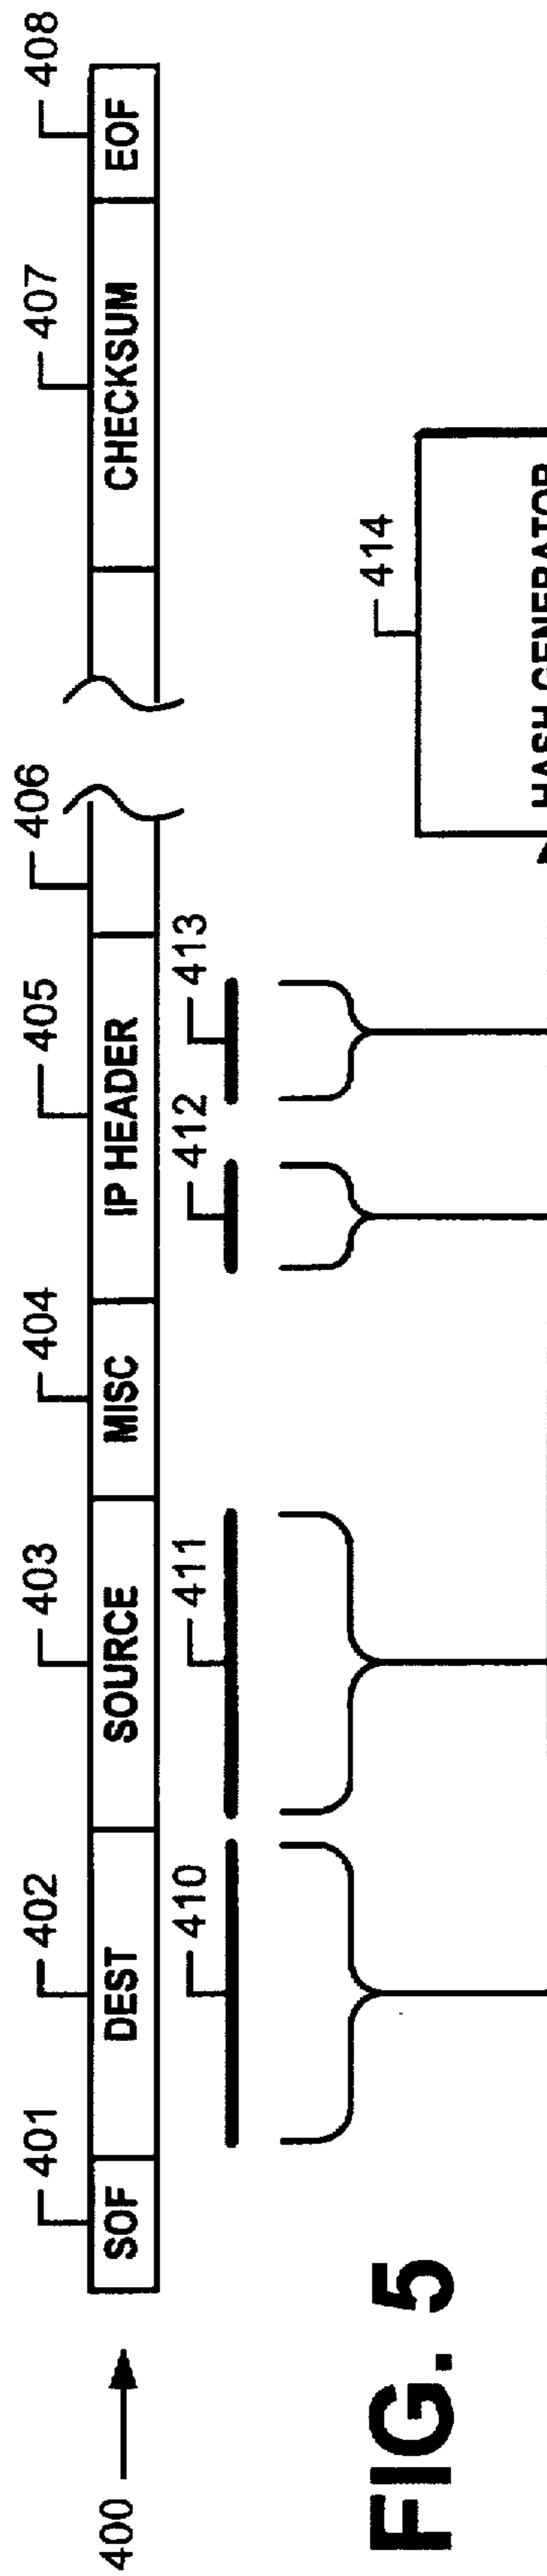 400
401
402
403
404
405
406
407
408
SOF
DEST
SOURCE
MISC
IP HEADER
CHECKSUM
EOF
410
411
412
413
414
HASH GENERATOR
FIG. 5